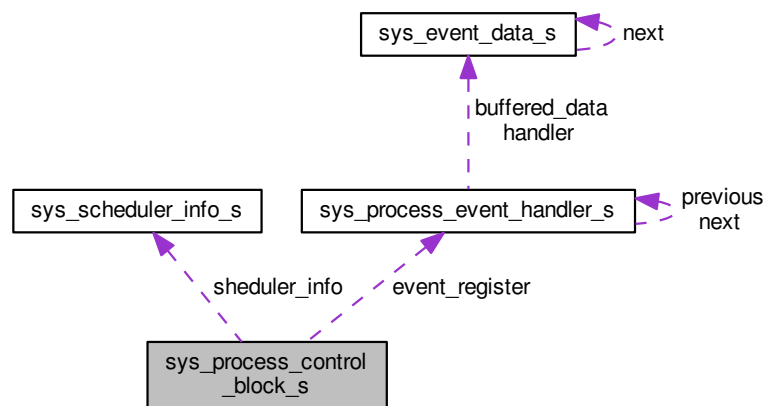 sys_event_data_s
next
buffered_data
handler
sys_scheduler_info_s
sys_process_event_handler_s
previous
next
sheduler_info
event_register
sys_process_control
_block_s